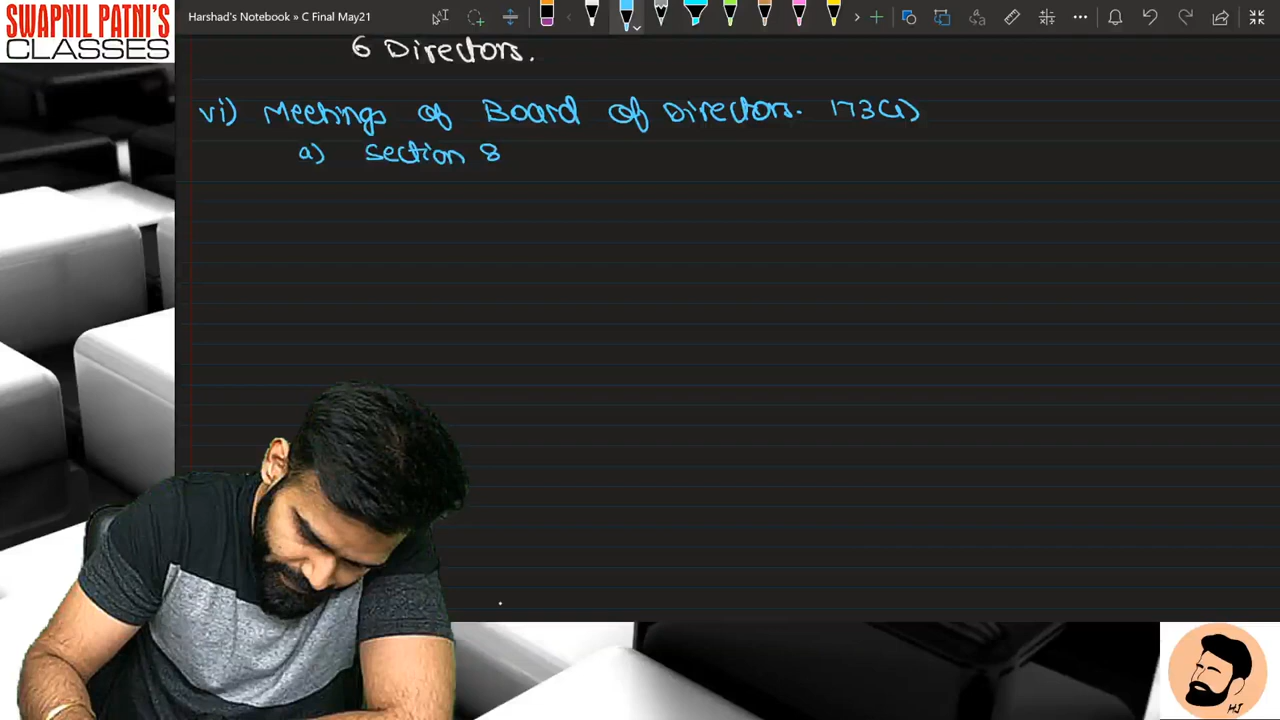 SWAPNIL PATNI'S
CLASSES
Harshad's Notebook » C Final May21
6 Directors.
vi) Meetings of Board of Directors. 173(1)
a) Section 8
HJ